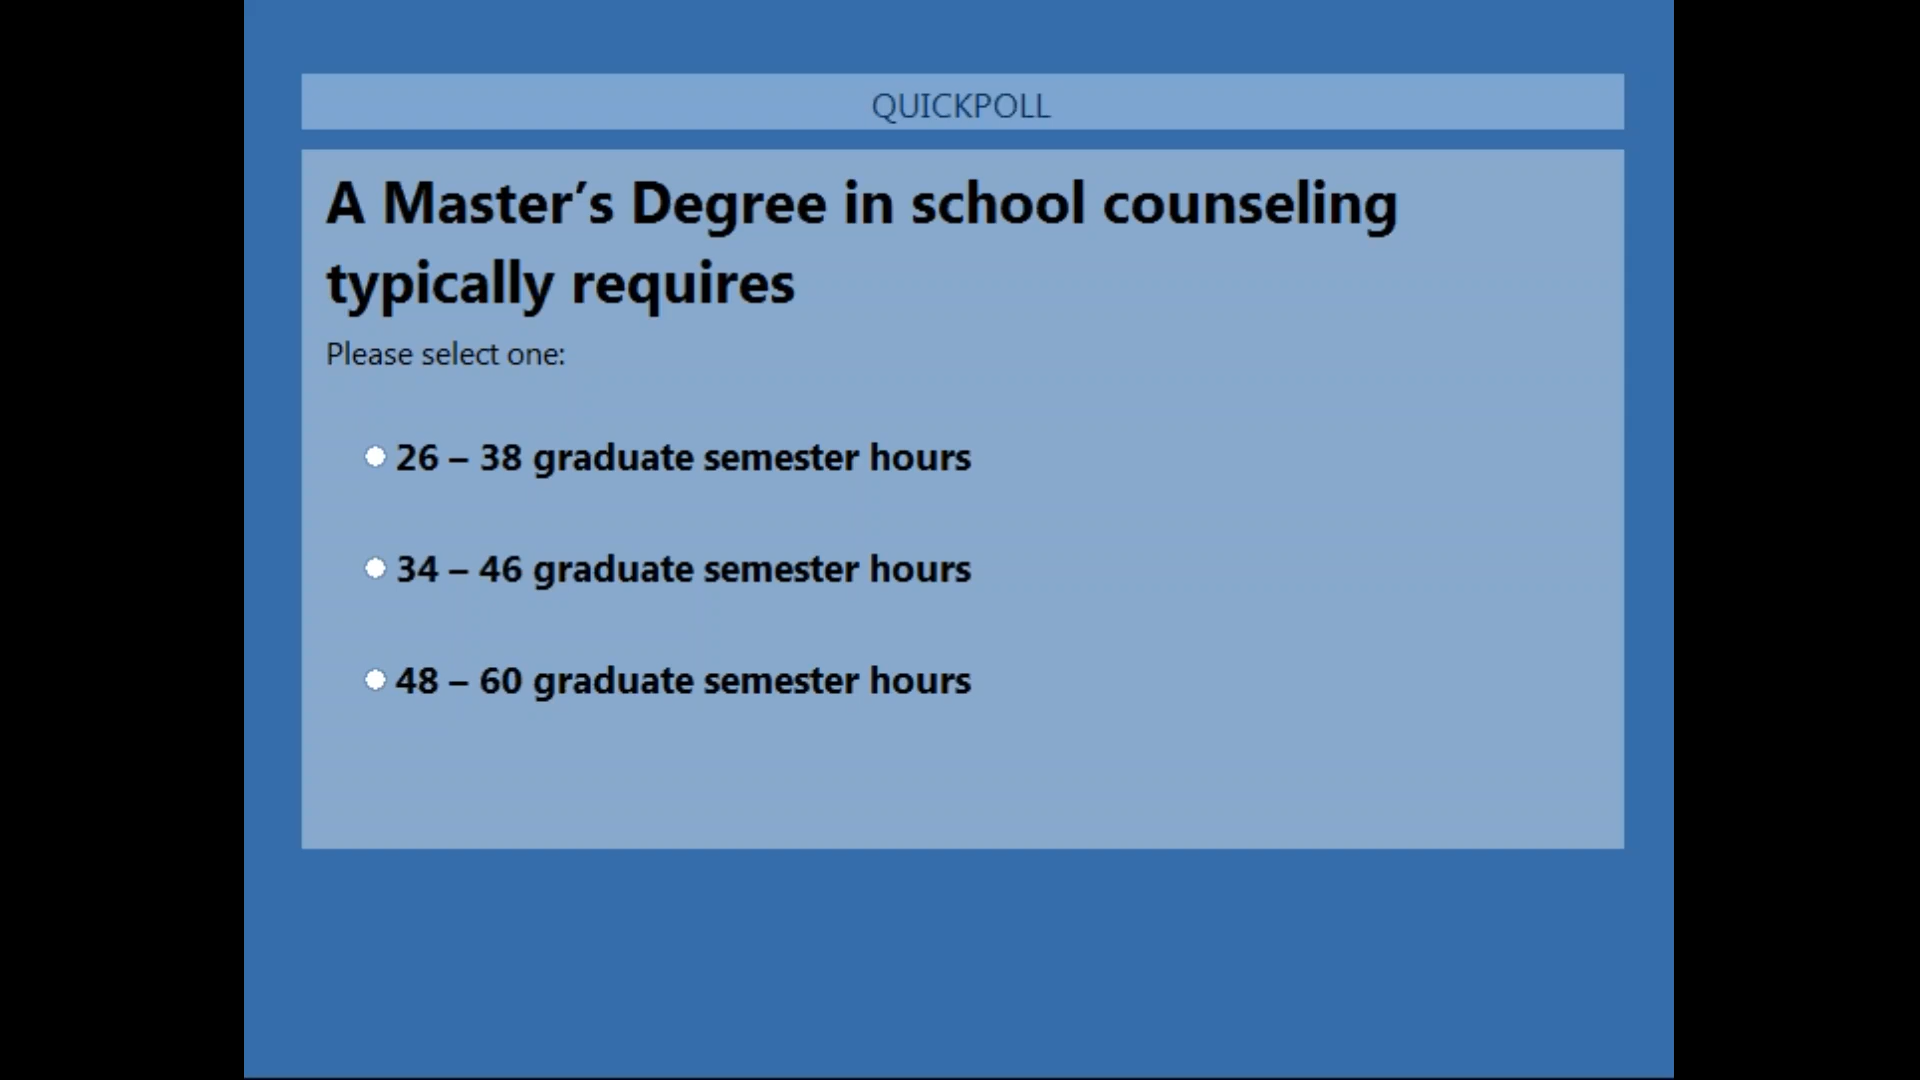 QUICKPOLL
A Master’s Degree in school counseling
typically requires
Please select one:
26 – 38 graduate semester hours
34 – 46 graduate semester hours
48 – 60 graduate semester hours